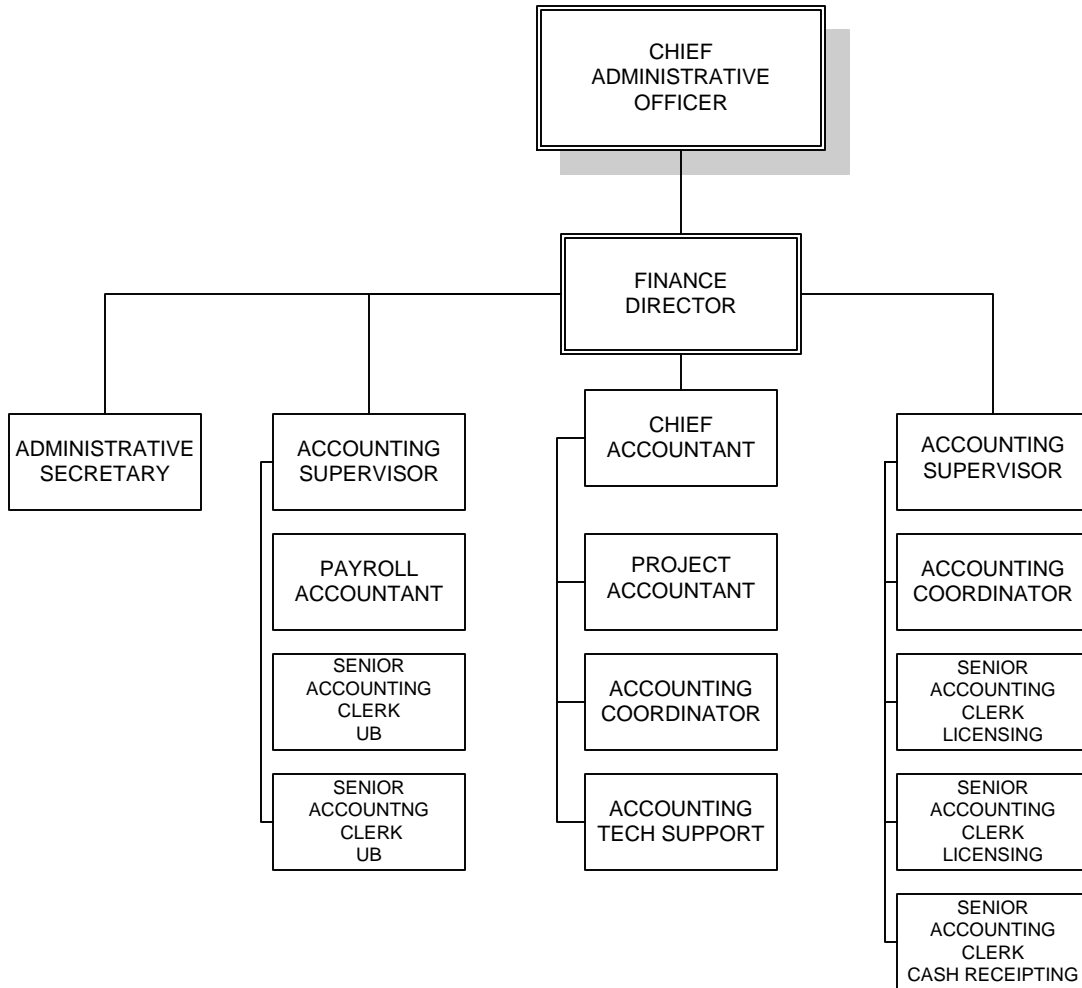 CHIEF
ADMINISTRATIVE
OFFICER
FINANCE
DIRECTOR
ADMINISTRATIVE
SECRETARY
ACCOUNTING
SUPERVISOR
PAYROLL
ACCOUNTANT
SENIOR
ACCOUNTING
CLERK
UB
SENIOR
ACCOUNTNG
CLERK
UB
CHIEF
ACCOUNTANT
PROJECT
ACCOUNTANT
ACCOUNTING
COORDINATOR
ACCOUNTING
TECH SUPPORT
ACCOUNTING
SUPERVISOR
ACCOUNTING
COORDINATOR
SENIOR
ACCOUNTING
CLERK
LICENSING
SENIOR
ACCOUNTING
CLERK
LICENSING
SENIOR
ACCOUNTING
CLERK
CASH RECEIPTING